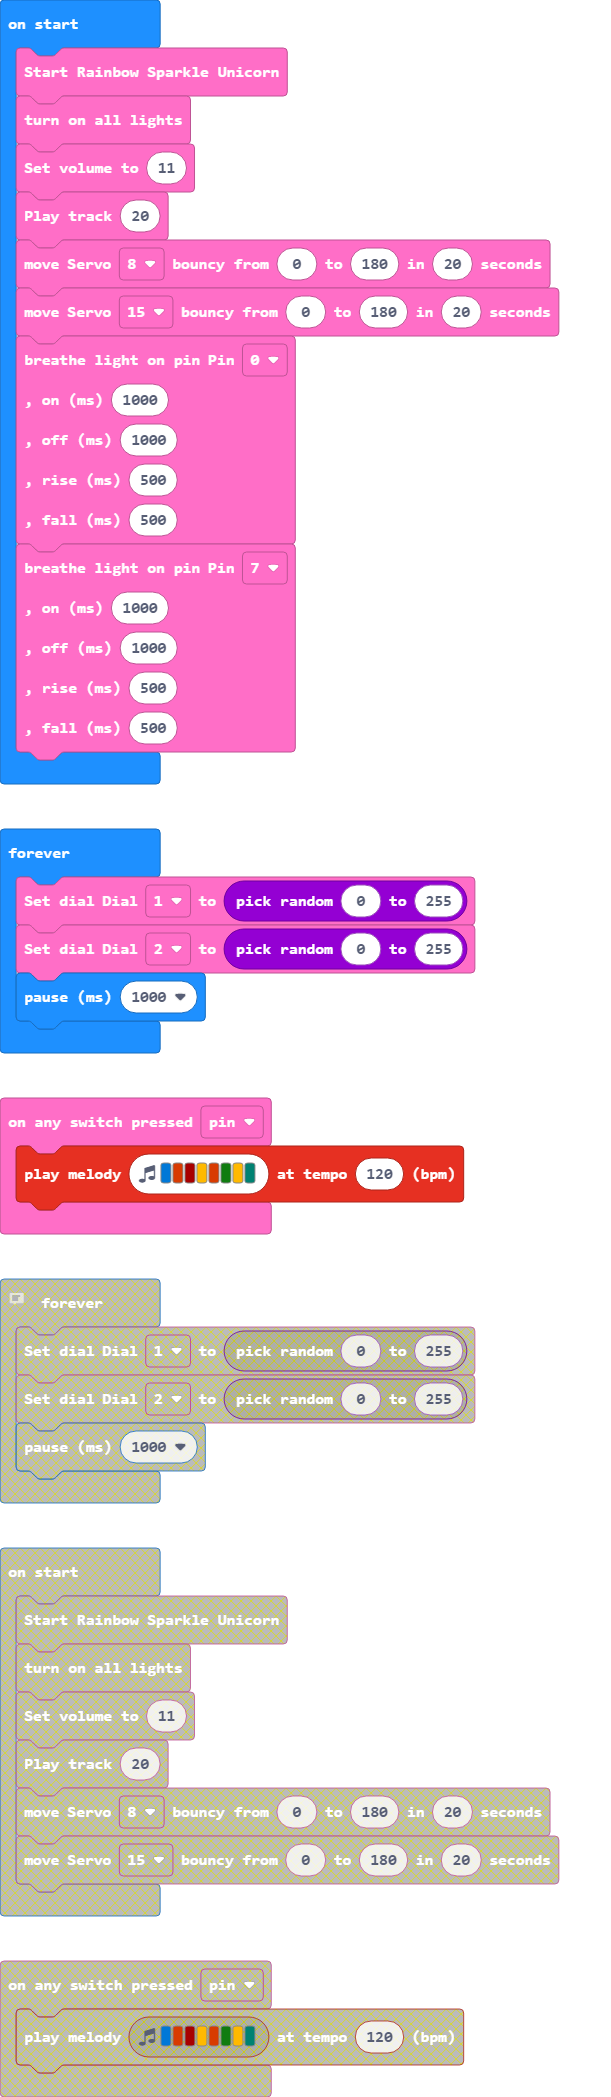 on start
Start Rainbow Sparkle Unicorn
turn on all lights
Set volume to 11
Play track 20
move Servo 8 bouncy from 0 to 180 in 20 seconds
move Servo 15 bouncy from 0 to 180 in 20 seconds
breathe light on pin Pin 0
, on (ms) 1000
, off (ms) 1000
, rise (ms) 500
, fall (ms) 500
breathe light on pin Pin 7
, on (ms) 1000
, off (ms) 1000
, rise (ms) 500
, fall (ms) 500
forever
Set dial Dial 1 to pick random 0 to 255
Set dial Dial 2 to pick random 0 to 255
pause (ms) 1000
on any switch pressed pin
play melody at tempo 120 (bpm)
forever
Set dial Dial 1 to pick random 0 to 255
Set dial Dial 2 to pick random 0 to 255
pause (ms) 1000
on start
Start Rainbow Sparkle Unicorn
turn on all lights
Set volume to 11
Play track 20
move Servo 8 bouncy from 0 to 180 in 20 seconds
move Servo 15 bouncy from 0 to 180 in 20 seconds
on any switch pressed pin
play melody at tempo 120 (bpm)